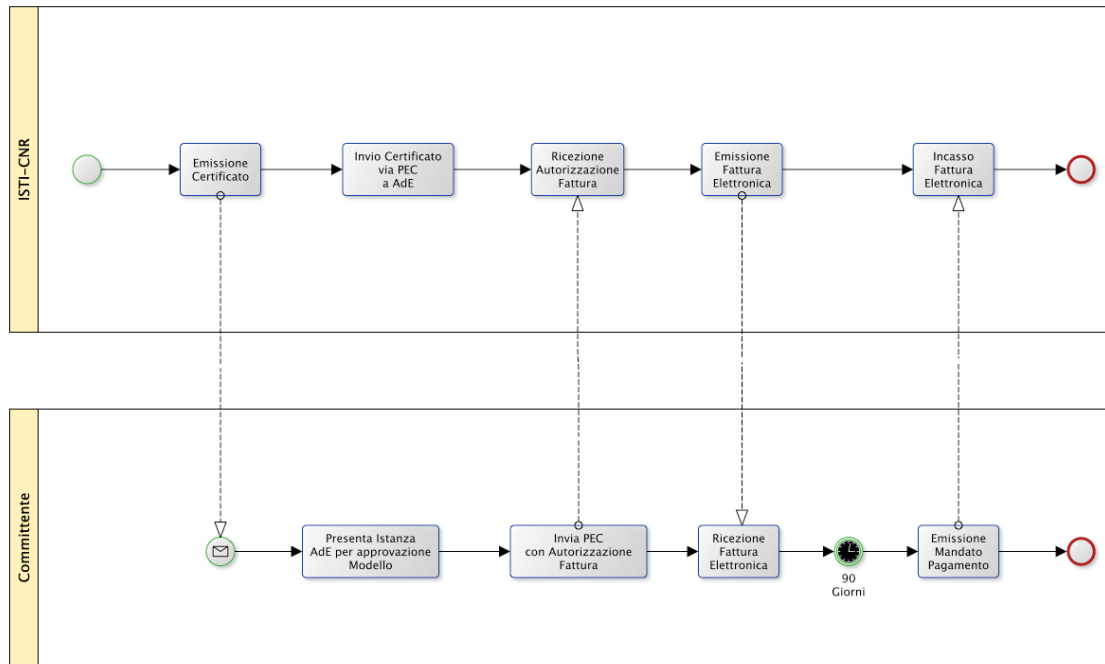 ISTI-CNR
Emissione
Certificato
Invio Certificato
via PEC
a AdE
Ricezione
Autorizzazione
Fattura
Emissione
Fattura
Elettronica
Incasso
Fattura
Elettronica
Committente
Presenta Istanza
AdE per approvazione
Modello
Invia PEC
con Autorizzazione
Fattura
Ricezione
Fattura
Elettronica
90
Giorni
Emissione
Mandato
Pagamento